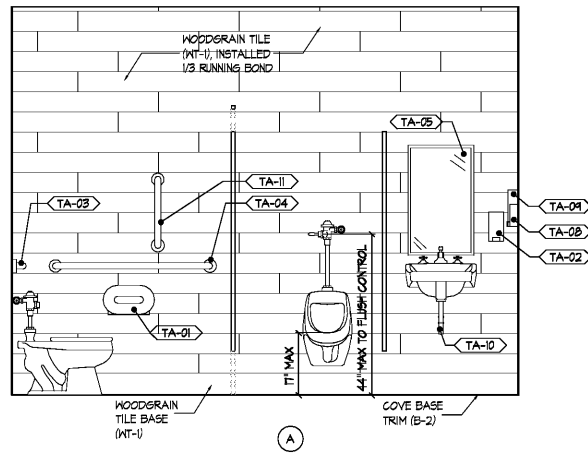 WOODGRAIN TILE
(WT-1), INSTALLED
1/3 RUNNING BOND
TA-05
TA-11
TA-03
TA-04
TA-09
TA-08
TA-02
TA-01
TA-10
17" MAX
44" MAX TO FLUSH CONTROL
WOODGRAIN
TILE BASE
(WT-1)
COVE BASE
TRIM (B-2)
A